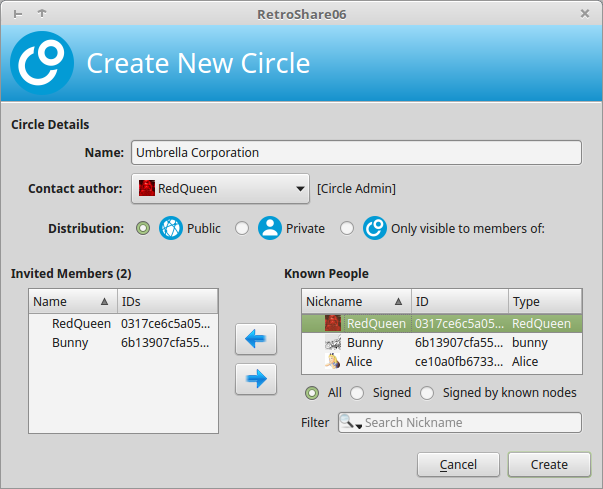 RetroShare06
Create New Circle
Circle Details
Name: Umbrella Corporation
Contact author: RedQueen [Circle Admin]
Distribution: Public Private Only visible to members of:
Invited Members (2)
Name IDs
RedQueen 0317ce6c5a05...
Bunny 6b13907cfa55...
Known People
Nickname ID Type
RedQueen 0317ce6c5a05... RedQueen
Bunny 6b13907cfa55... bunny
Alice ce10a0fb6733... Alice
All Signed Signed by known nodes
Filter Search Nickname
Cancel Create